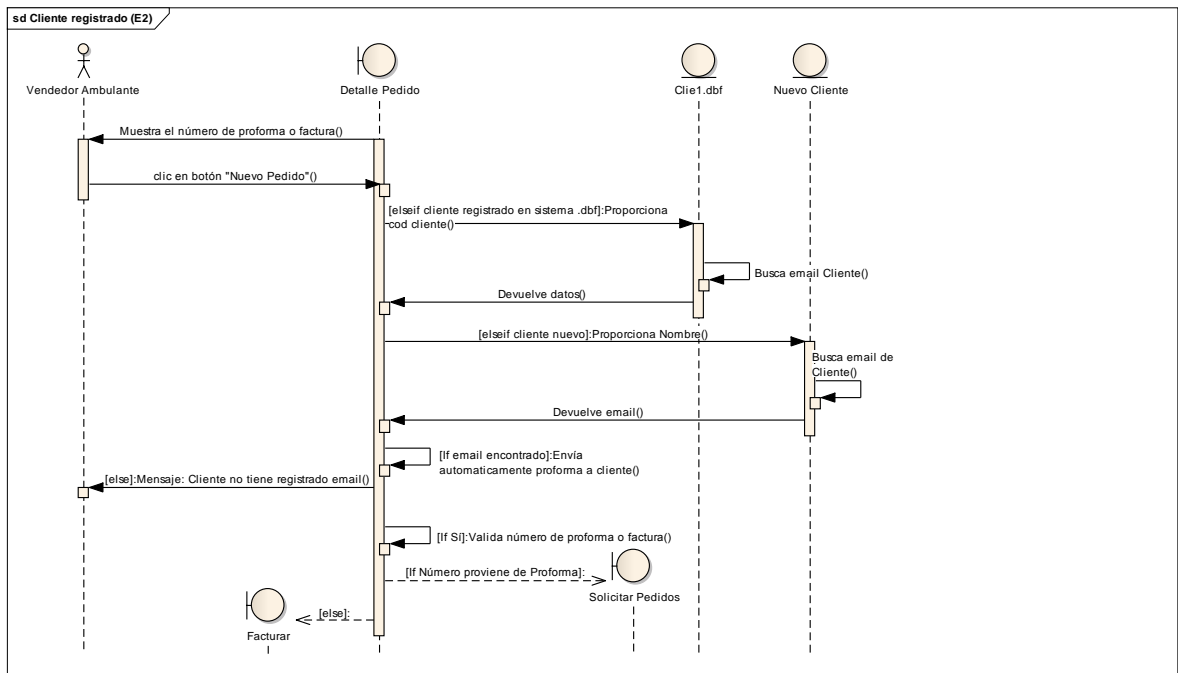 sd Cliente registrado (E2)
Vendedor Ambulante
Detalle Pedido
Clie1.dbf
Nuevo Cliente
Muestra el número de proforma o factura()
clic en botón "Nuevo Pedido"()
[elseif cliente registrado en sistema .dbf]:Proporciona
cod cliente()
Busca email Cliente()
Devuelve datos()
[elseif cliente nuevo]:Proporciona Nombre()
Busca email de
Cliente()
Devuelve email()
[If email encontrado]:Envía
automaticamente proforma a cliente()
[else]:Mensaje: Cliente no tiene registrado email()
[If Sí]:Valida número de proforma o factura()
[If Número proviene de Proforma]:
Solicitar Pedidos
[else]:
Facturar